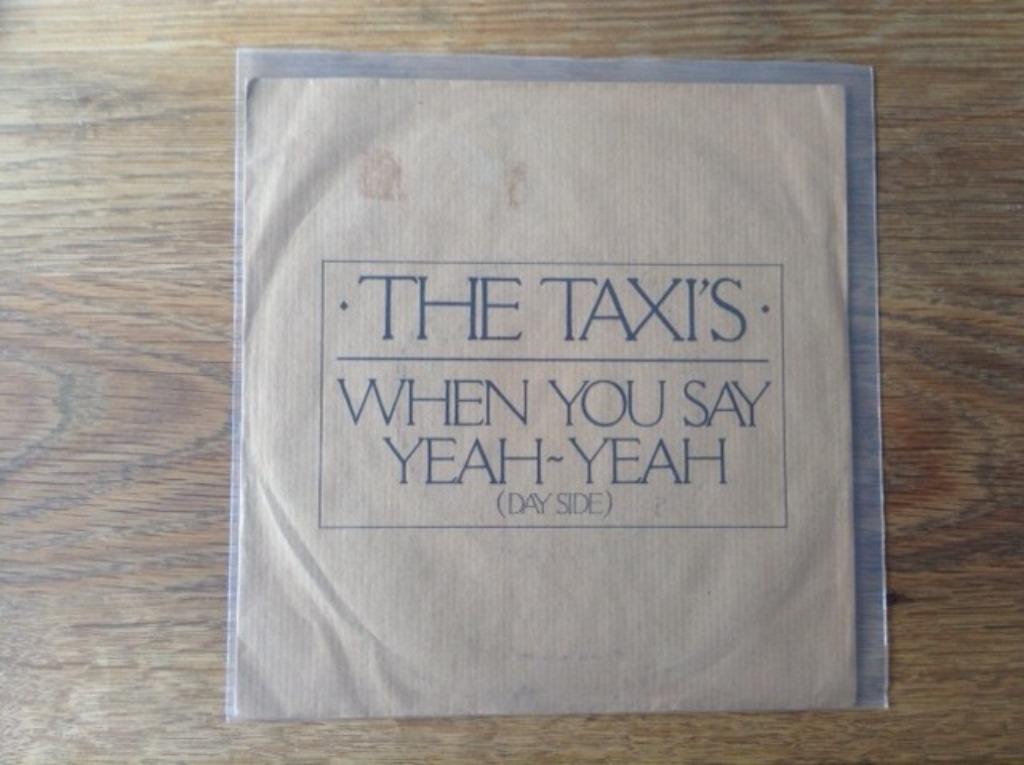 · THE TAXI'S ·
WHEN YOU SAY
YEAH~YEAH
(DAY SIDE)